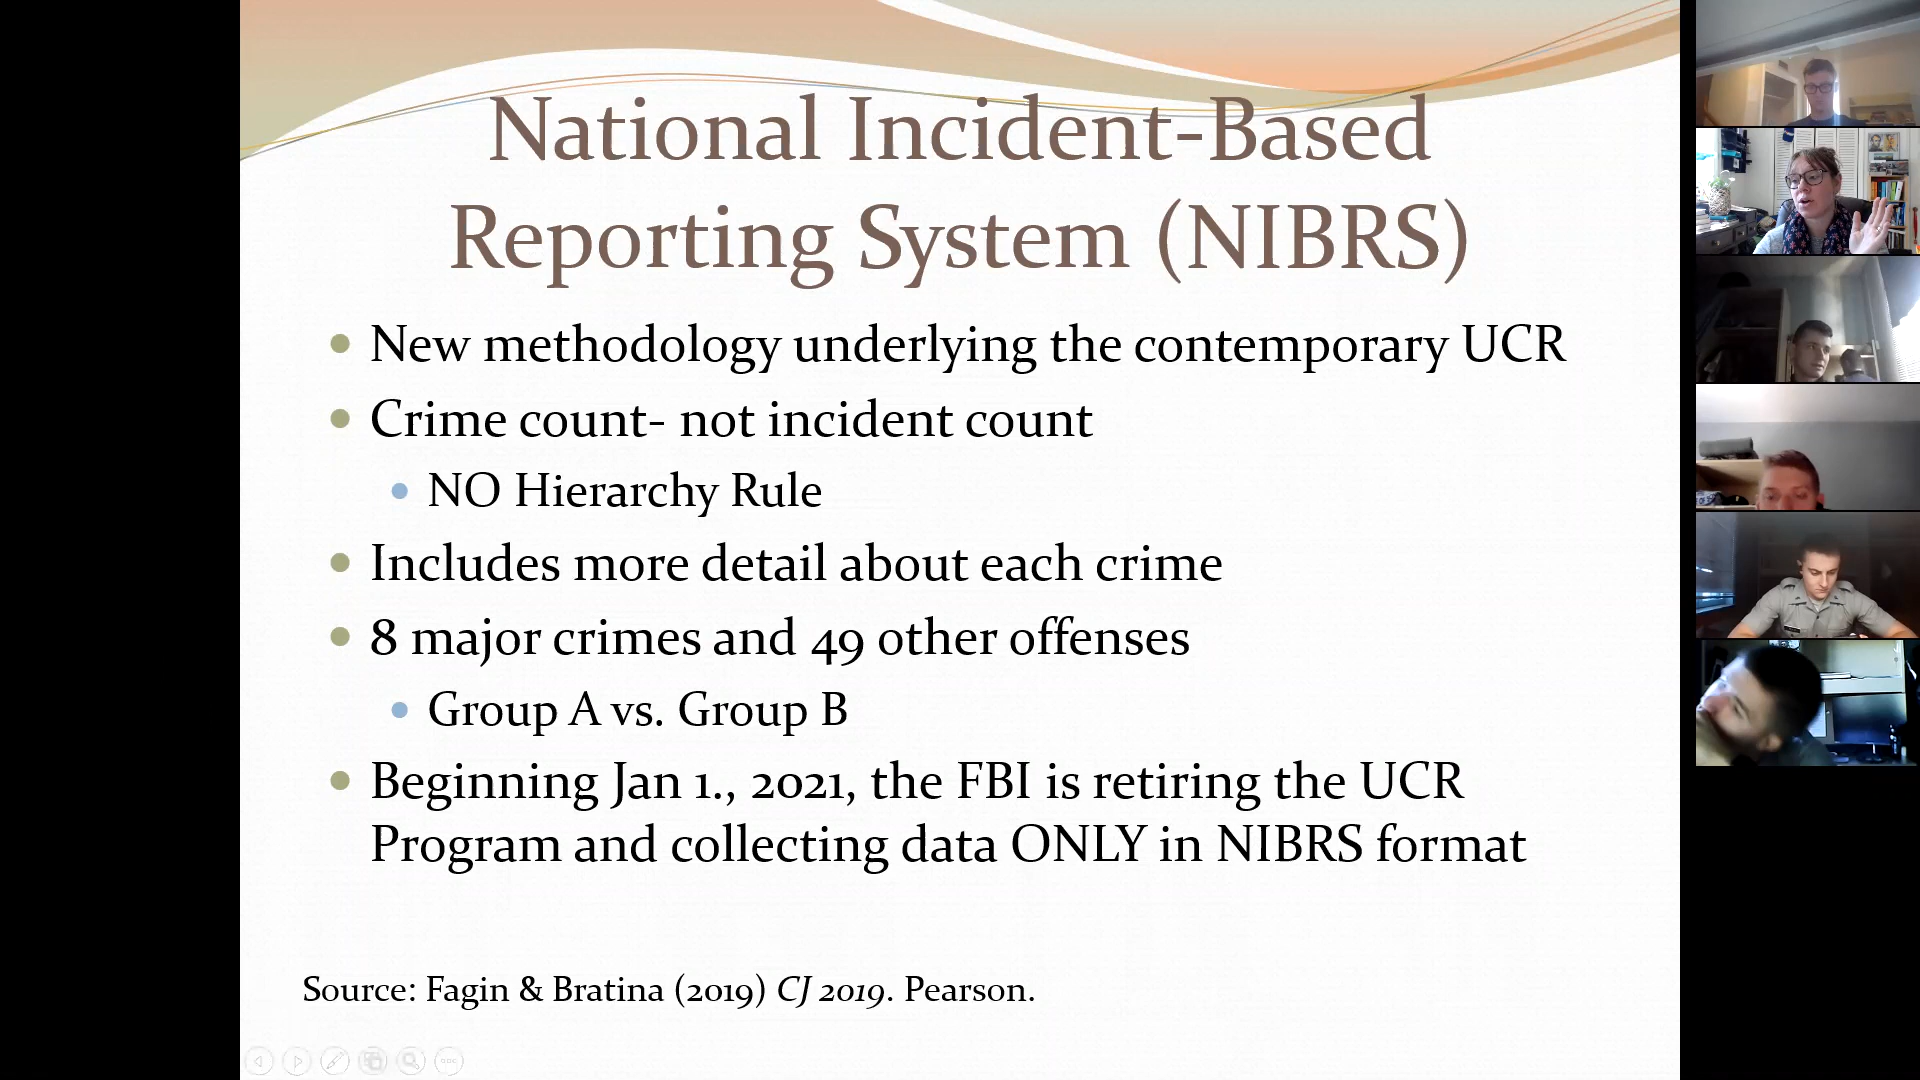 National Incident-Based
Reporting System (NIBRS)
New methodology underlying the contemporary UCR
Crime count- not incident count
NO Hierarchy Rule
Includes more detail about each crime
8 major crimes and 49 other offenses
Group A vs. Group B
Beginning Jan 1., 2021, the FBI is retiring the UCR
Program and collecting data ONLY in NIBRS format
Source: Fagin & Bratina (2019) CJ 2019. Pearson.